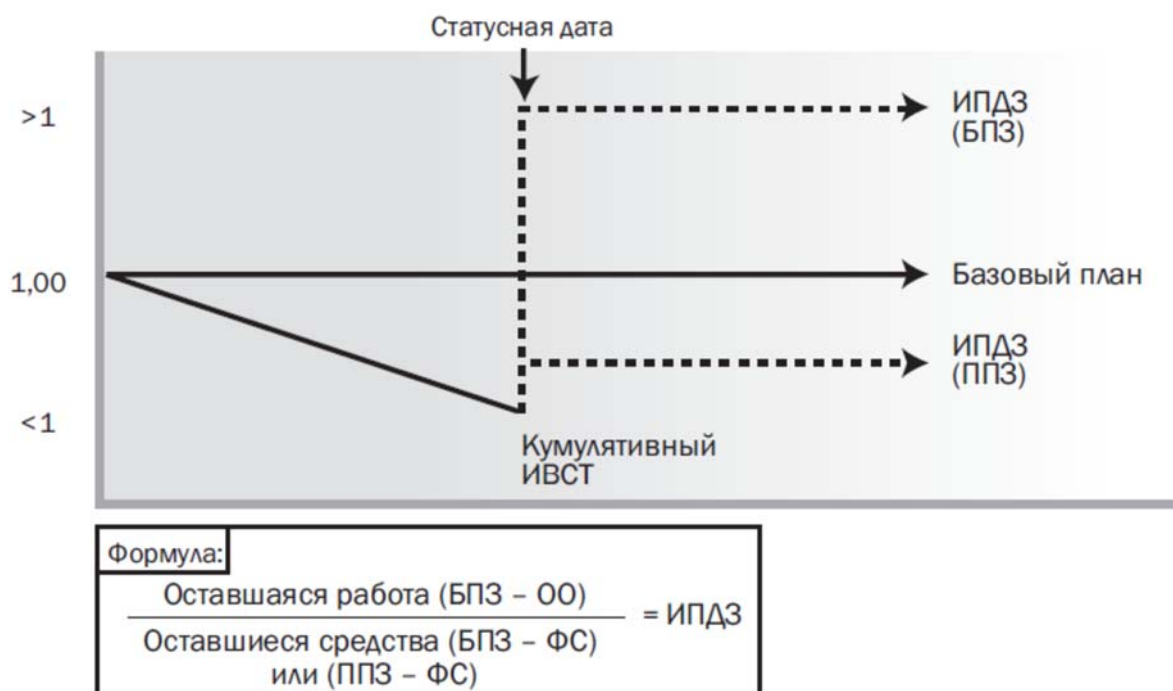 Статусная дата
>1
ИПДЗ
(БПЗ)
1,00
Базовый план
ИПДЗ
(ППЗ)
<1
Кумулятивный
ИВСТ
Формула:
Оставшаяся работа (БПЗ – ОО)
= ИПДЗ
Оставшиеся средства (БПЗ – ФС)
или (ППЗ – ФС)